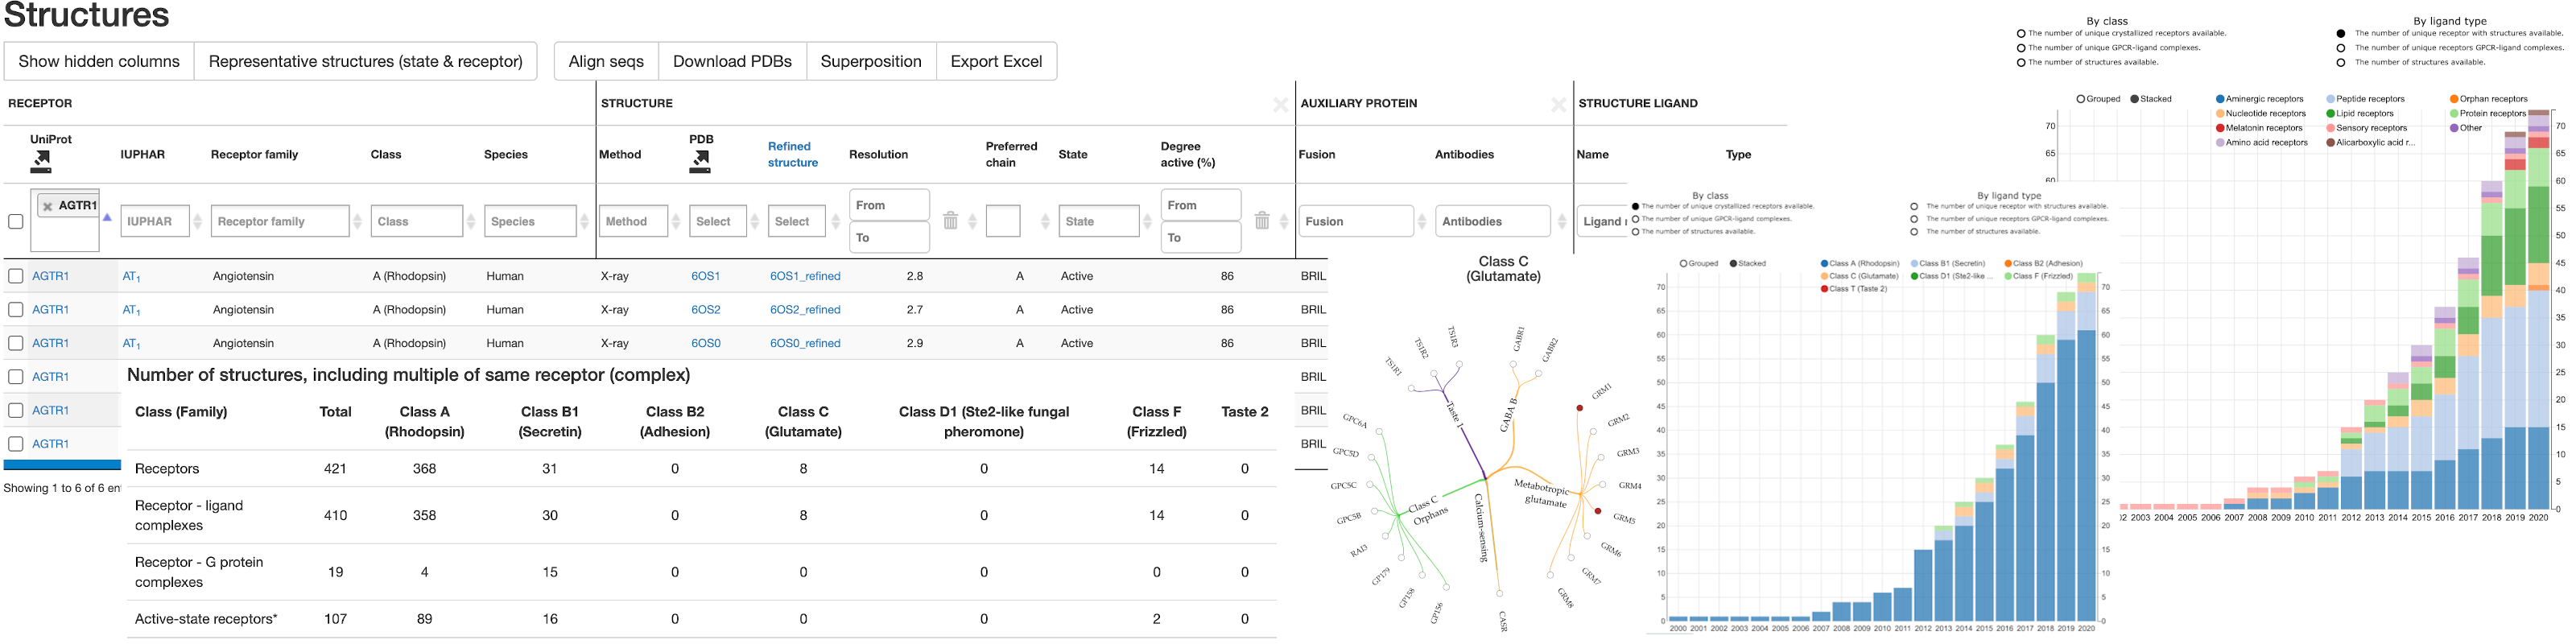 Structures
Show hidden columns Representative structures (state & receptor) Align seqs Download PDBs Superposition Export Excel
RECEPTOR STRUCTURE AUXILIARY PROTEIN STRUCTURE LIGAND
UniProt IUPHAR Receptor family Class Species Method PDB Refined structure Resolution Preferred chain State Degree active (%) Fusion Antibodies Name Type
AGTR1 IUPHAR Receptor family Class Species Method Select Select From To State From To Fusion Antibodies Ligand
AGTR1 AT1 Angiotensin A (Rhodopsin) Human X-ray 6OS1 6OS1_refined 2.8 A Active 86 BRIL
AGTR1 AT1 Angiotensin A (Rhodopsin) Human X-ray 6OS2 6OS2_refined 2.7 A Active 86 BRIL
AGTR1 AT1 Angiotensin A (Rhodopsin) Human X-ray 6OS0 6OS0_refined 2.9 A Active 86 BRIL
AGTR1 BRIL
AGTR1 BRIL
AGTR1 BRIL
Showing 1 to 6 of 6 en
Number of structures, including multiple of same receptor (complex)
Class (Family) Total Class A (Rhodopsin) Class B1 (Secretin) Class B2 (Adhesion) Class C (Glutamate) Class D1 (Ste2-like fungal pheromone) Class F (Frizzled) Taste 2
Receptors 421 368 31 0 8 0 14 0
Receptor - ligand complexes 410 358 30 0 8 0 14 0
Receptor - G protein complexes 19 4 15 0 0 0 0 0
Active-state receptors* 107 89 16 0 0 0 2 0
Class C
(Glutamate)
TS1R1
TS1R2
TS1R3
Taste 1
GABR1
GABR2
GABA B
GRM1
GRM2
GRM3
GRM4
GRM5
GRM6
GRM7
GRM8
Metabotropic
glutamate
CASR
Calcium-sensing
GP156
GP158
GP179
RAI3
GPC5B
GPC5C
GPC5D
GPC6A
Class C
Orphans
By class By ligand type
The number of unique crystallized receptors available. The number of unique receptor with structures available.
The number of unique GPCR-ligand complexes. The number of unique receptors GPCR-ligand complexes.
The number of structures available. The number of structures available.
Grouped Stacked Class A (Rhodopsin) Class B1 (Secretin) Class B2 (Adhesion)
Class C (Glutamate) Class D1 (Ste2-like ... Class F (Frizzled)
Class T (Taste 2)
70 70
65 65
60 60
55 55
50 50
45 45
40 40
35 35
30 30
25 25
20 20
15 15
10 10
5 5
0 0
2000 2001 2002 2003 2004 2005 2006 2007 2008 2009 2010 2011 2012 2013 2014 2015 2016 2017 2018 2019 2020
By class By ligand type
The number of unique crystallized receptors available. The number of unique receptor with structures available.
The number of unique GPCR-ligand complexes. The number of unique receptors GPCR-ligand complexes.
The number of structures available. The number of structures available.
Grouped Stacked Aminergic receptors Peptide receptors Orphan receptors
Nucleotide receptors Lipid receptors Protein receptors
Melatonin receptors Sensory receptors Other
Amino acid receptors Alicarboxylic acid r...
70 70
65 65
60 60
55
50
45
40
35
30
25
20
15
10
5
0
2003 2004 2005 2006 2007 2008 2009 2010 2011 2012 2013 2014 2015 2016 2017 2018 2019 2020